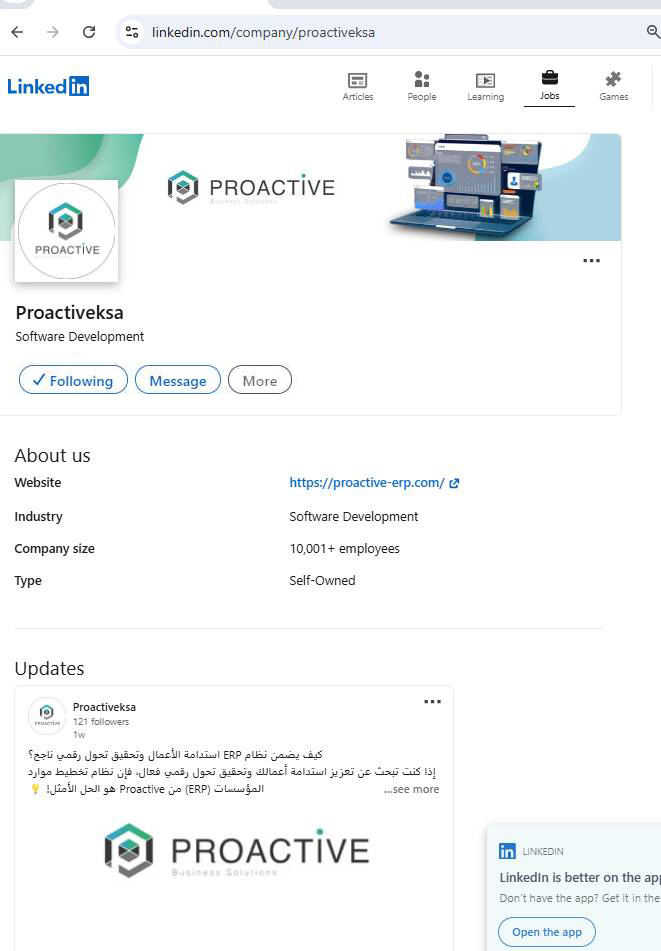 linkedin.com/company/proactiveksa
LinkedIn
Articles
People
Learning
Jobs
Games
PROACTIVE
Business Solutions
PROACTIVE
Proactiveksa
Software Development
Following
Message
More
About us
Website
https://proactive-erp.com/
Industry
Software Development
Company size
10,001+ employees
Type
Self-Owned
Updates
Proactiveksa
121 followers
1w
كيف يضمن نظام ERP استدامة الأعمال وتحقيق تحول رقمي ناجح؟
إذا كنت تبحث عن تعزيز استدامة أعمالك وتحقيق تحول رقمي فعال، فإن نظام تخطيط موارد
المؤسسات (ERP) من Proactive هو الحل الأمثل! 💡
...see more
PROACTIVE
Business Solutions
LINKEDIN
LinkedIn is better on the app
Don't have the app? Get it in the
Open the app